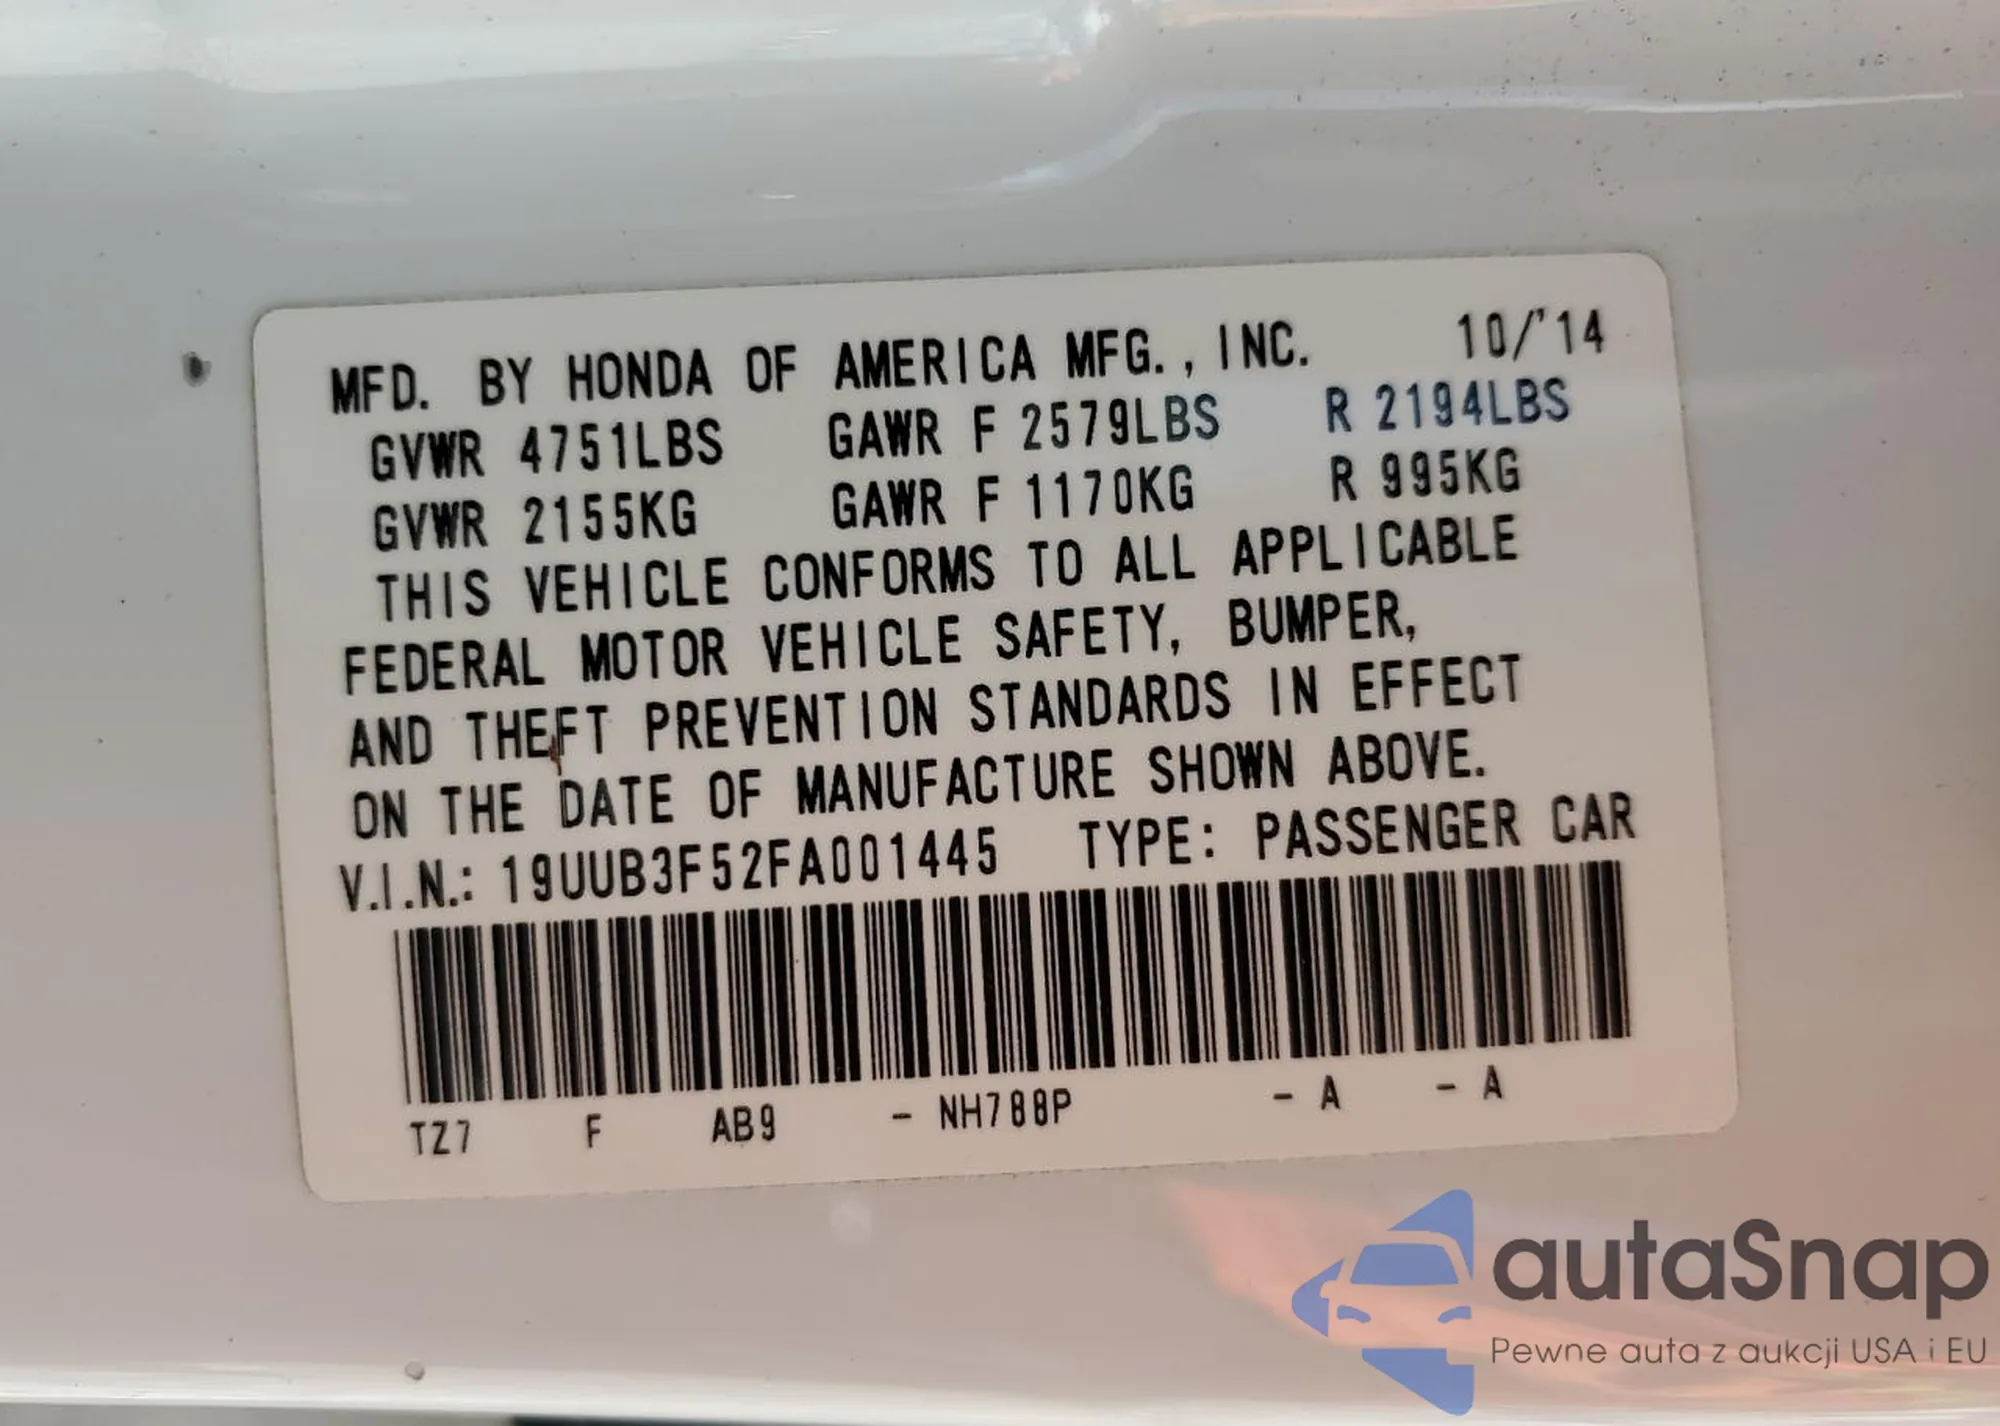 MFD. BY HONDA OF AMERICA MFG., INC. 10/'14
GVWR 4751LBS GAWR F 2579LBS R 2194LBS
GVWR 2155KG GAWR F 1170KG R 995KG
THIS VEHICLE CONFORMS TO ALL APPLICABLE
FEDERAL MOTOR VEHICLE SAFETY, BUMPER,
AND THEFT PREVENTION STANDARDS IN EFFECT
ON THE DATE OF MANUFACTURE SHOWN ABOVE.
V.I.N.: 19UUB3F52FA001445 TYPE: PASSENGER CAR
TZ7 F AB9 - NH788P - A - A
autaSnap
Pewne auta z aukcji USA i EU